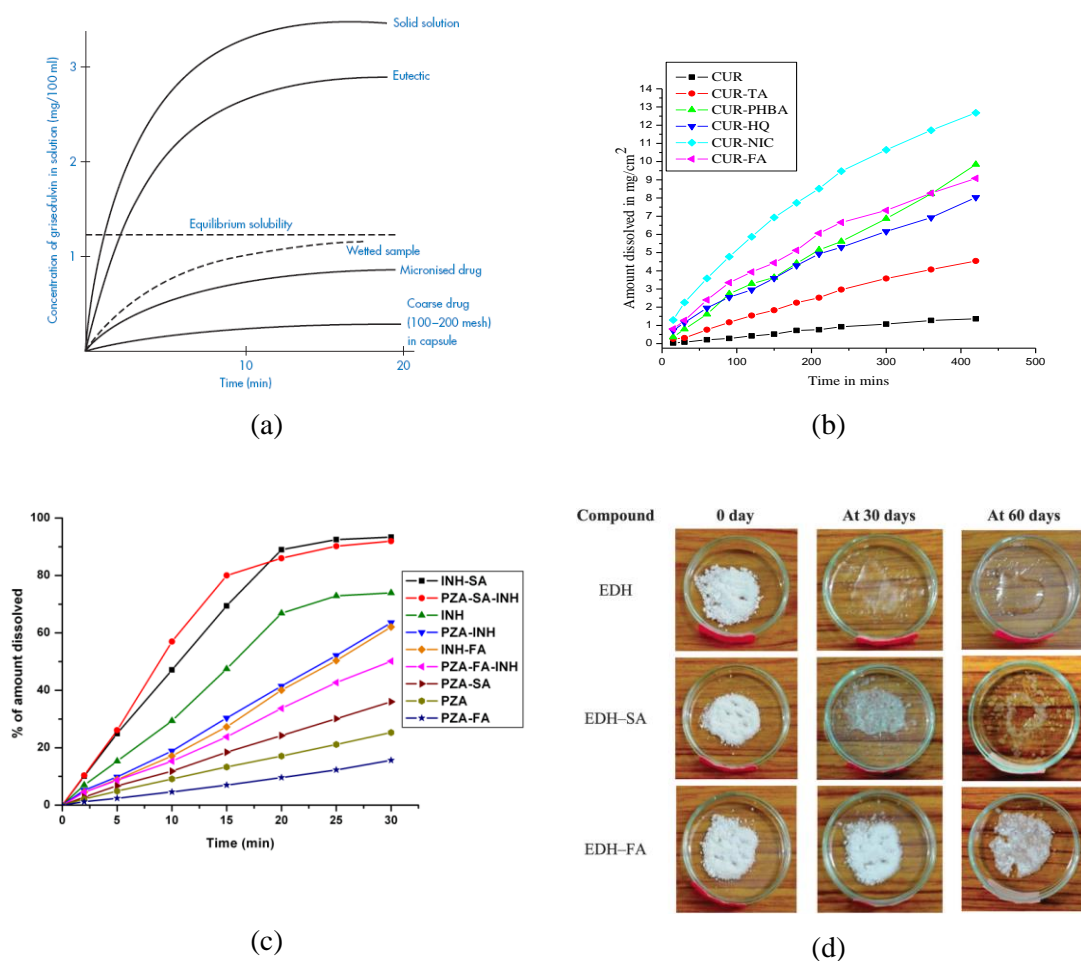 Concentration of griseofulvin in solution (mg/100 ml)
3
2
1
Solid solution
Eutectic
Equilibrium solubility
Wetted sample
Micronised drug
Coarse drug
(100–200 mesh)
in capsule
10
20
Time (min)
(a)
Amount dissolved in mg/cm²
14
13
12
11
10
9
8
7
6
5
4
3
2
1
0
CUR
CUR-TA
CUR-PHBA
CUR-HQ
CUR-NIC
CUR-FA
0
100
200
300
400
500
Time in mins
(b)
% of amount dissolved
100
80
60
40
20
0
INH-SA
PZA-SA-INH
INH
PZA-INH
INH-FA
PZA-FA-INH
PZA-SA
PZA
PZA-FA
0
5
10
15
20
25
30
Time (min)
(c)
Compound 0 day At 30 days At 60 days
EDH
EDH–SA
EDH–FA
(d)